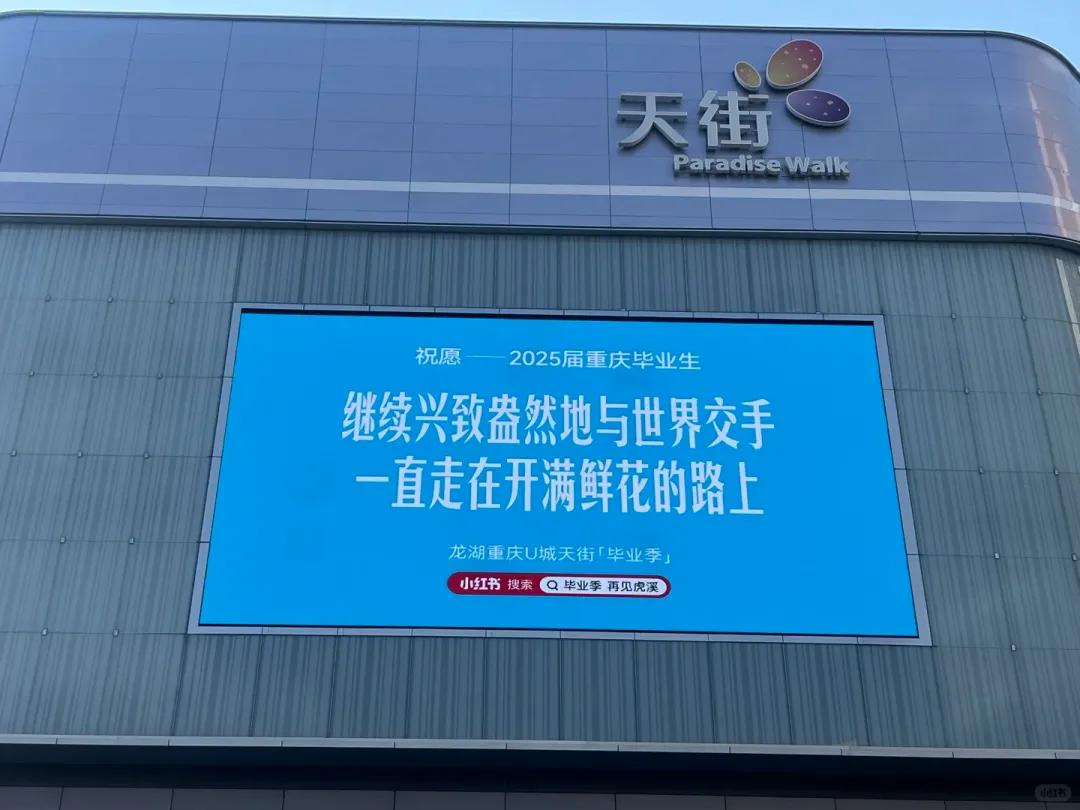 天街
Paradise Walk
祝愿——2025届重庆毕业生
继续兴致盎然地与世界交手
一直走在开满鲜花的路上
龙湖重庆U城天街「毕业季」
小红书 搜索 毕业季 再见虎溪
小红书